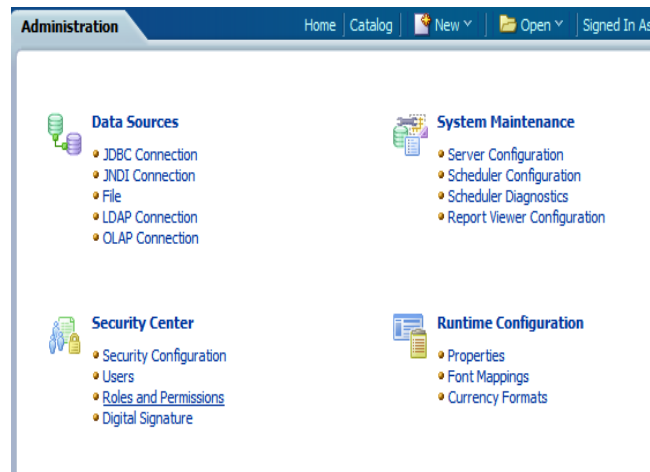 Administration
Home Catalog New Open Signed In As
Data Sources
JDBC Connection
JNDI Connection
File
LDAP Connection
OLAP Connection
System Maintenance
Server Configuration
Scheduler Configuration
Scheduler Diagnostics
Report Viewer Configuration
Security Center
Security Configuration
Users
Roles and Permissions
Digital Signature
Runtime Configuration
Properties
Font Mappings
Currency Formats